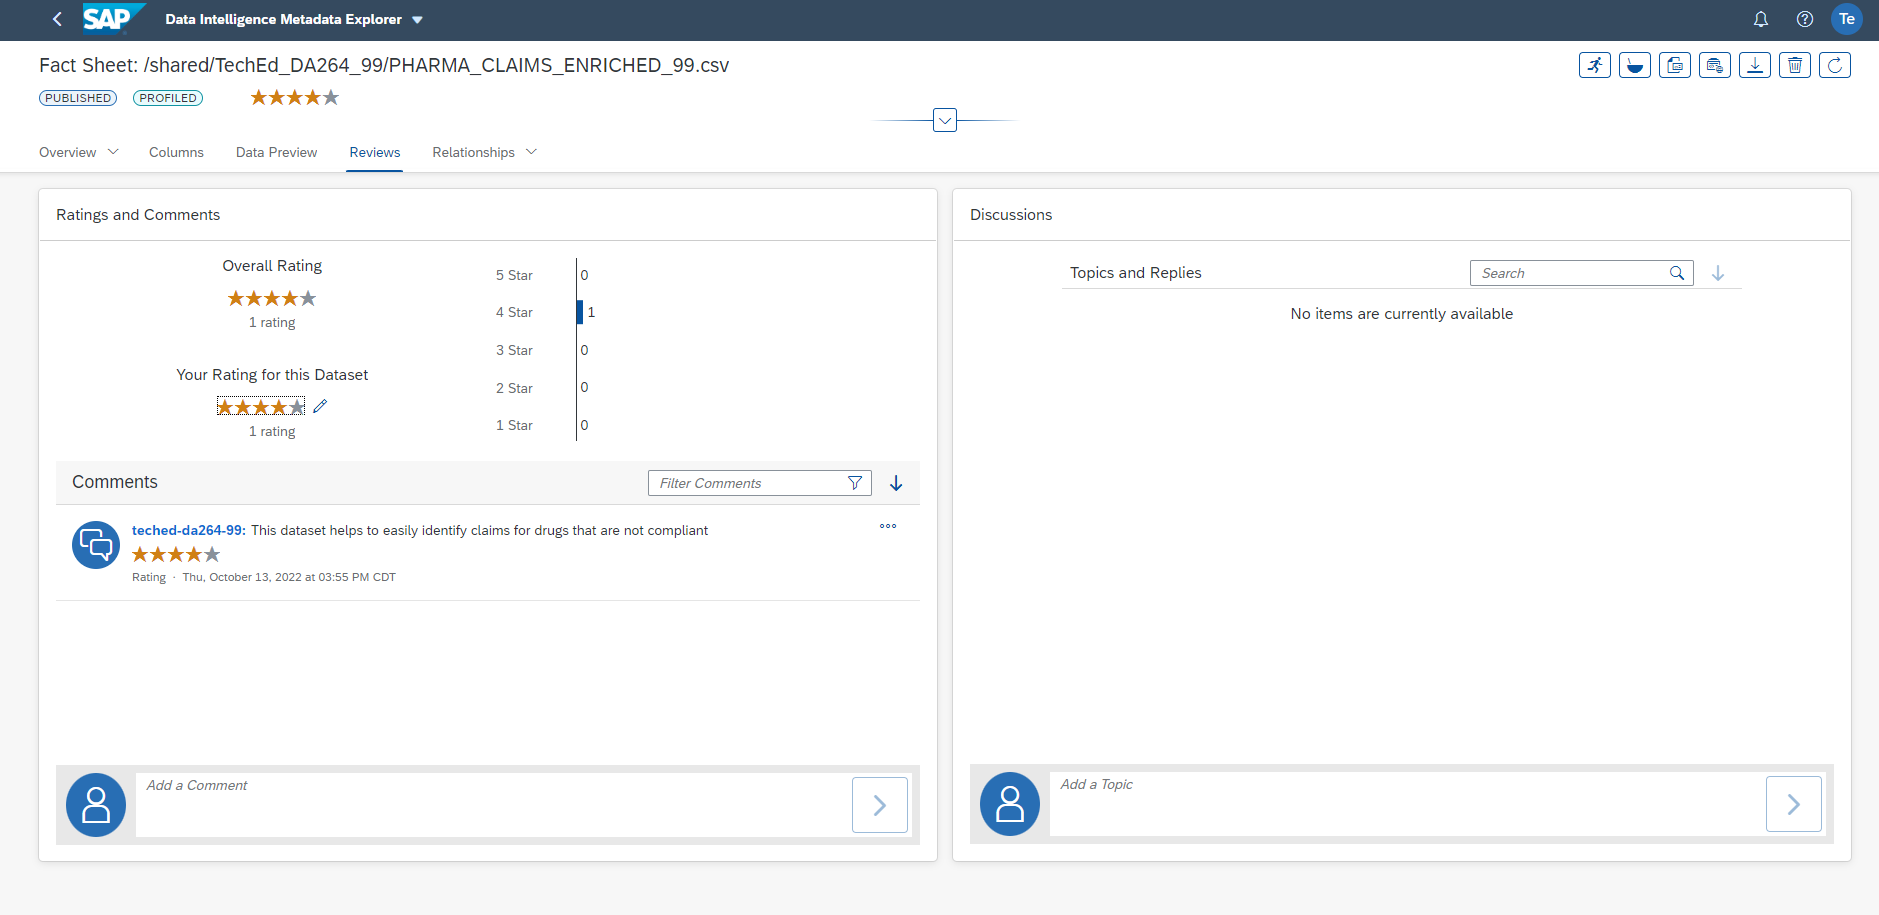 SAP Data Intelligence Metadata Explorer
Te
Fact Sheet: /shared/TechEd_DA264_99/PHARMA_CLAIMS_ENRICHED_99.csv
PUBLISHED PROFILED
Overview Columns Data Preview Reviews Relationships
Ratings and Comments
Overall Rating
1 rating
Your Rating for this Dataset
1 rating
5 Star 0
4 Star 1
3 Star 0
2 Star 0
1 Star 0
Comments
Filter Comments
teched-da264-99: This dataset helps to easily identify claims for drugs that are not compliant
Rating · Thu, October 13, 2022 at 03:55 PM CDT
Add a Comment
Discussions
Topics and Replies
Search
No items are currently available
Add a Topic